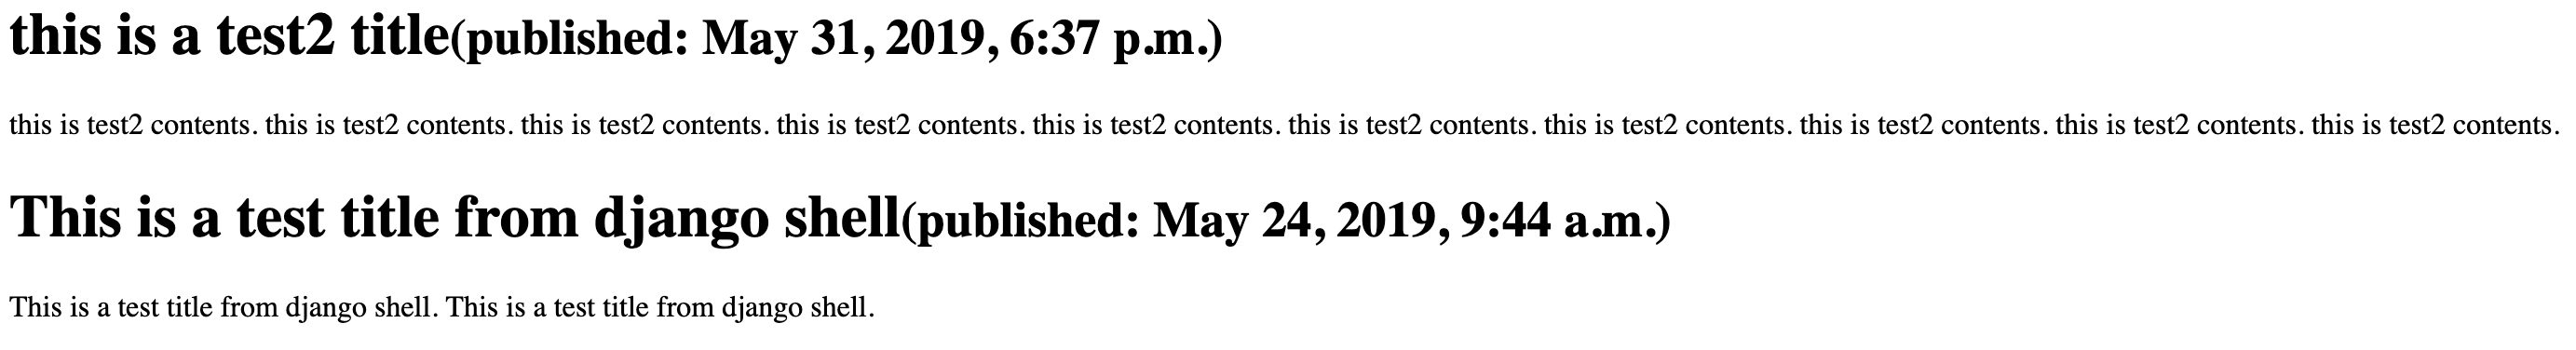 this is a test2 title(published: May 31, 2019, 6:37 p.m.)
this is test2 contents. this is test2 contents. this is test2 contents. this is test2 contents. this is test2 contents. this is test2 contents. this is test2 contents. this is test2 contents. this is test2 contents. this is test2 contents.
This is a test title from django shell(published: May 24, 2019, 9:44 a.m.)
This is a test title from django shell. This is a test title from django shell.